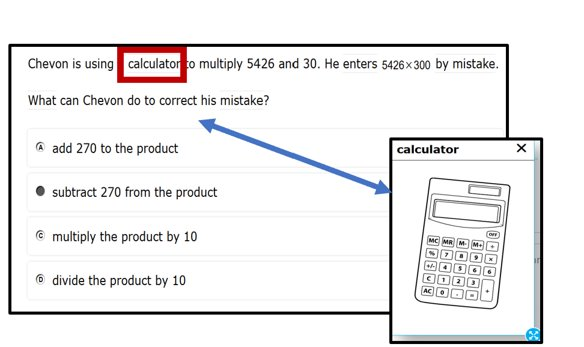 Chevon is using calculator to multiply 5426 and 30. He enters 5426×300 by mistake.
What can Chevon do to correct his mistake?
A add 270 to the product
subtract 270 from the product
C multiply the product by 10
D divide the product by 10
calculator ×
OFF
MC MR M- M+ ÷
% 7 8 9 ×
+/- 4 5 6 6
C 1 2 3 +
AC 0 . =